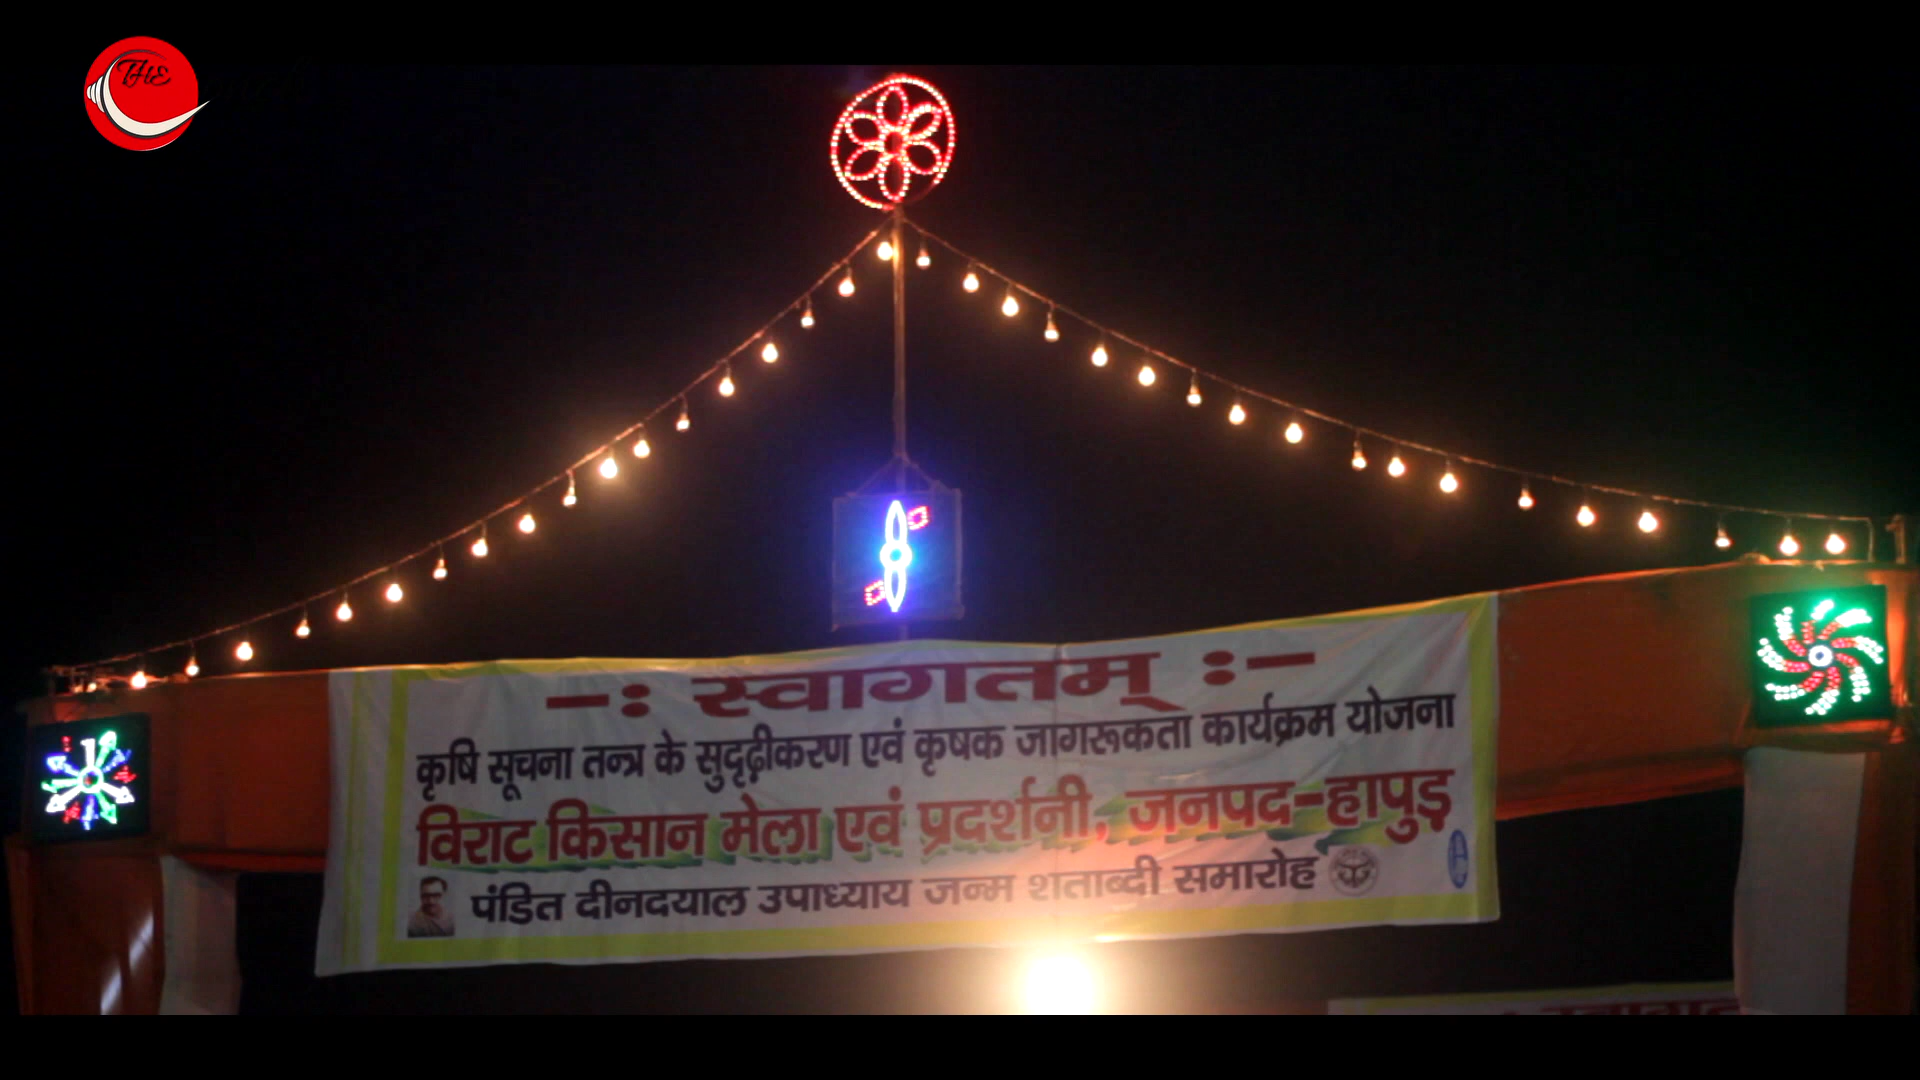 THE
-: स्वागतम् :-
कृषि सूचना तन्त्र के सुदृढ़ीकरण एवं कृषक जागरूकता कार्यक्रम योजना
विराट किसान मेला एवं प्रदर्शनी, जनपद-हापुड़
पंडित दीनदयाल उपाध्याय जन्म शताब्दी समारोह